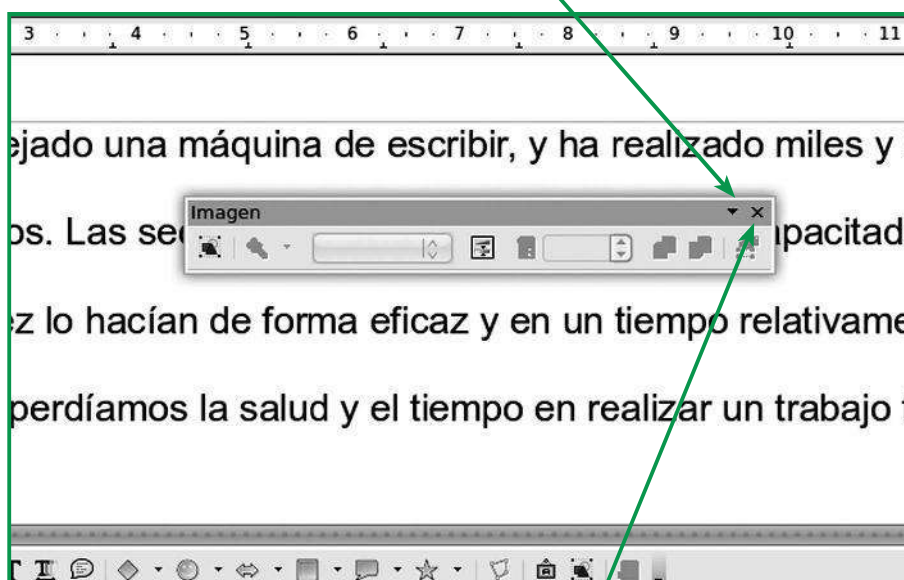 3 4 5 6 7 8 9 10 11
ejado una máquina de escribir, y ha realizado miles y
Imagen
os. Las sec apacitad
ez lo hacían de forma eficaz y en un tiempo relativame
perdíamos la salud y el tiempo en realizar un trabajo